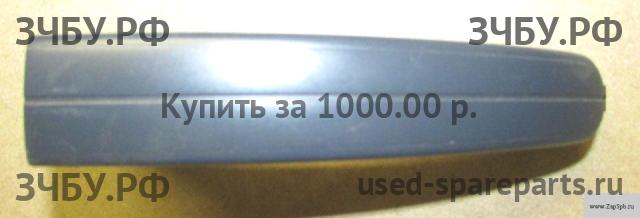 ЗЧБУ.РФ
ЗЧБУ.РФ
Купить за 1000.00 р.
ЗЧБУ.РФ
used-spareparts.ru
www.ZapSpb.ru